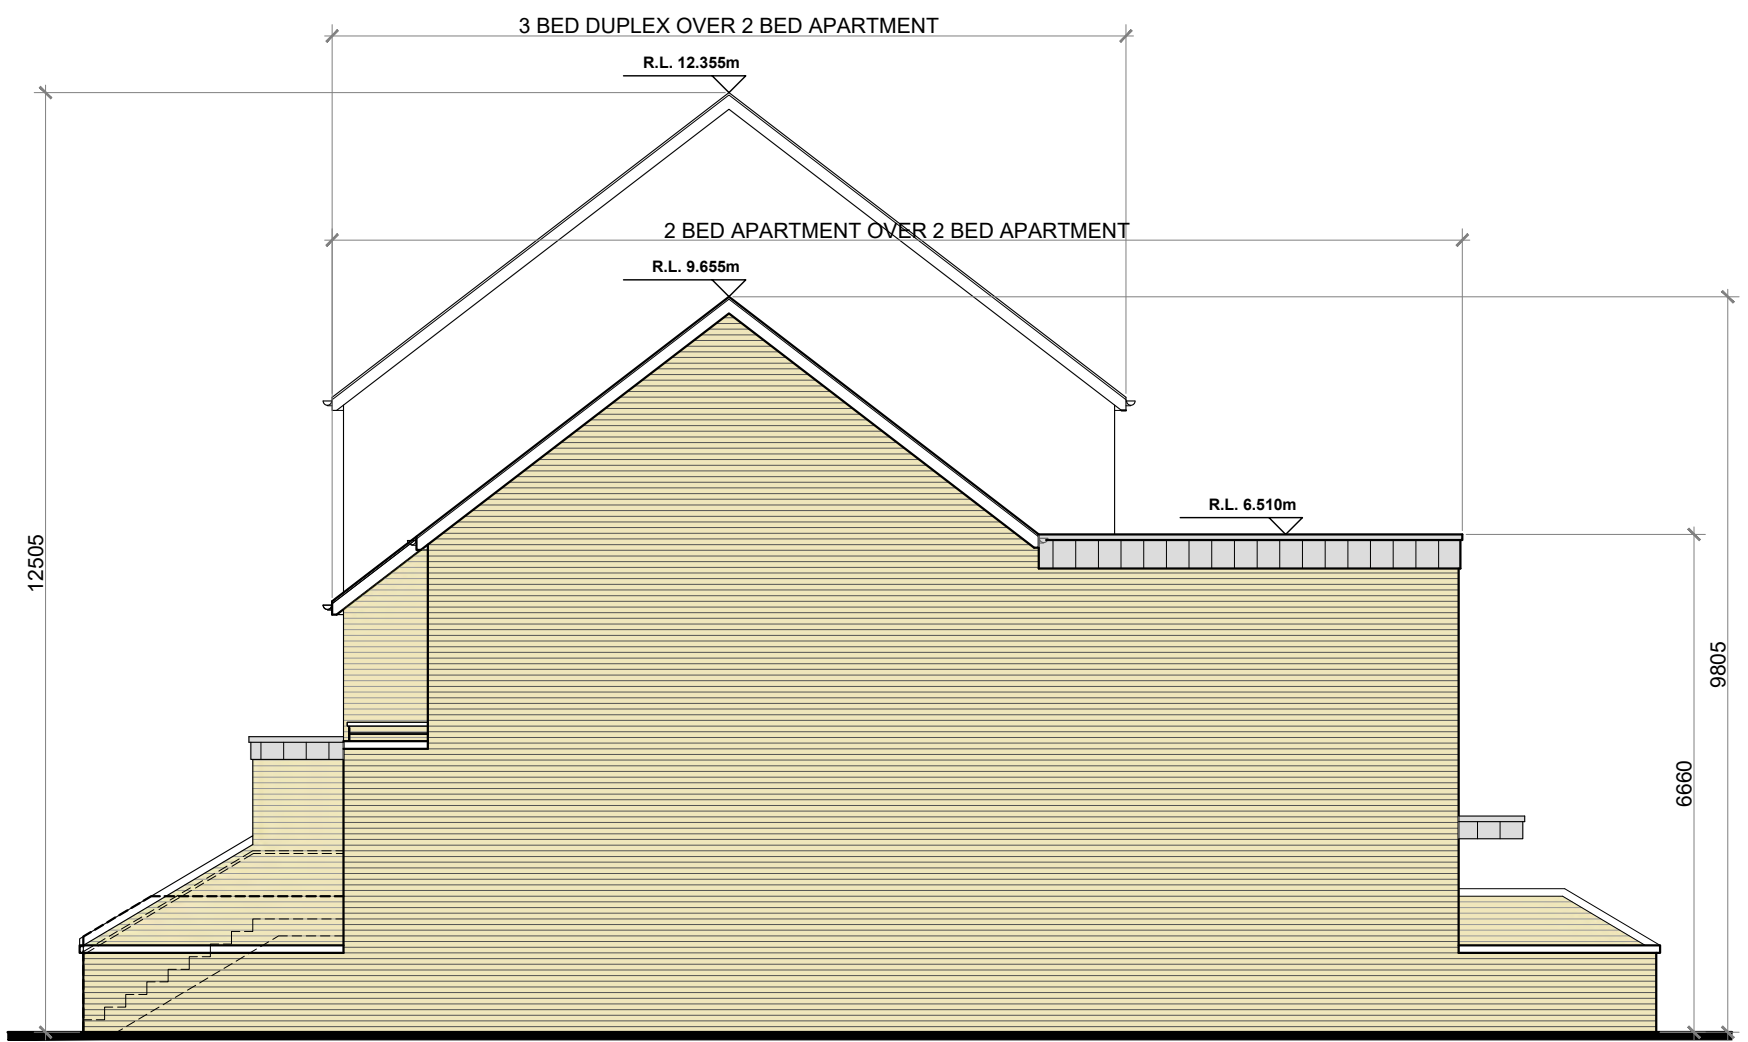 3 BED DUPLEX OVER 2 BED APARTMENT
R.L. 12.355m
2 BED APARTMENT OVER 2 BED APARTMENT
R.L. 9.655m
R.L. 6.510m
12505
9805
6660